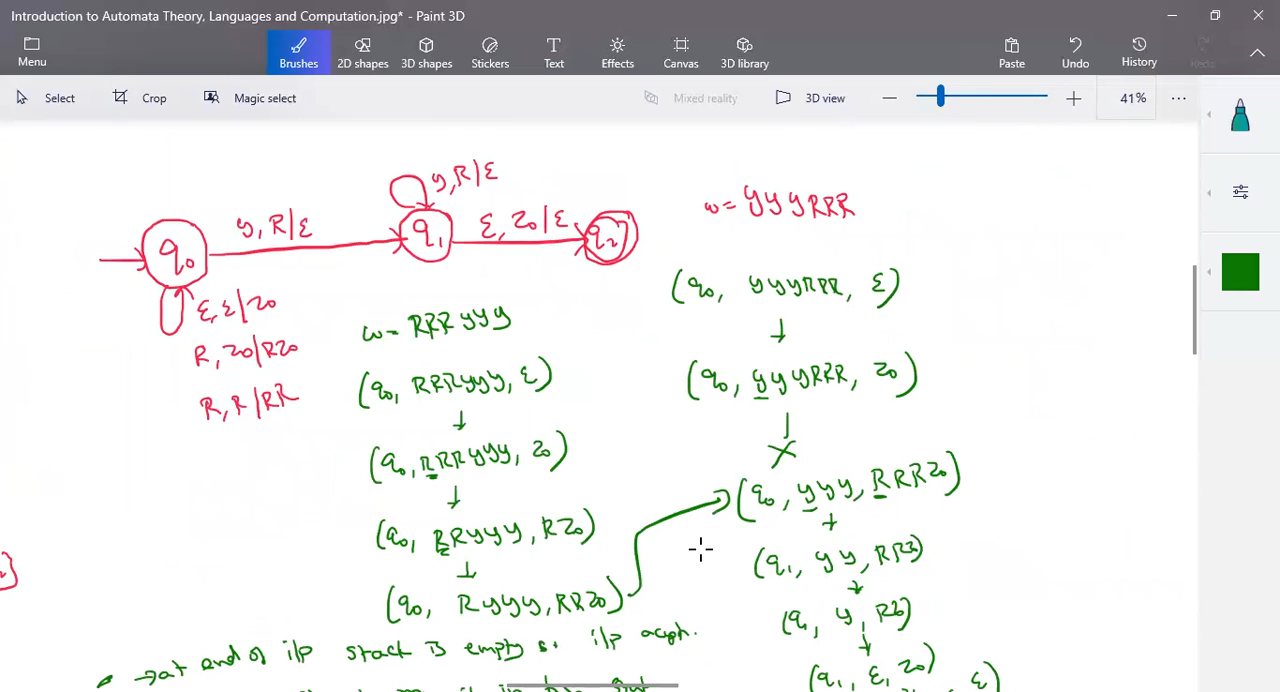 Introduction to Automata Theory, Languages and Computation.jpg* - Paint 3D
Menu
Brushes
2D shapes
3D shapes
Stickers
Text
Effects
Canvas
3D library
Paste
Undo
History
Redo
Select
Crop
Magic select
Mixed reality
3D view
41%
y, R|ε
y, R|ε
ε, z0|ε
q0
q1
q2
ε, ε/z0
R, z0/Rz0
R, R/RR
w = RRRyyy
(q0, RRRyyy, ε)
(q0, RRRyyy, z0)
(q0, RRyyy, Rz0)
(q0, Ryyy, RRz0)
→ at end of i/p stack is empty so i/p
w = yyyRRR
(q0, yyyRRR, ε)
(q0, yyyRRR, z0)
X
(q0, yyy, RRRz0)
(q1, yy, RRz0)
(q1, y, Rz0)
(q1, ε, z0)
ε)